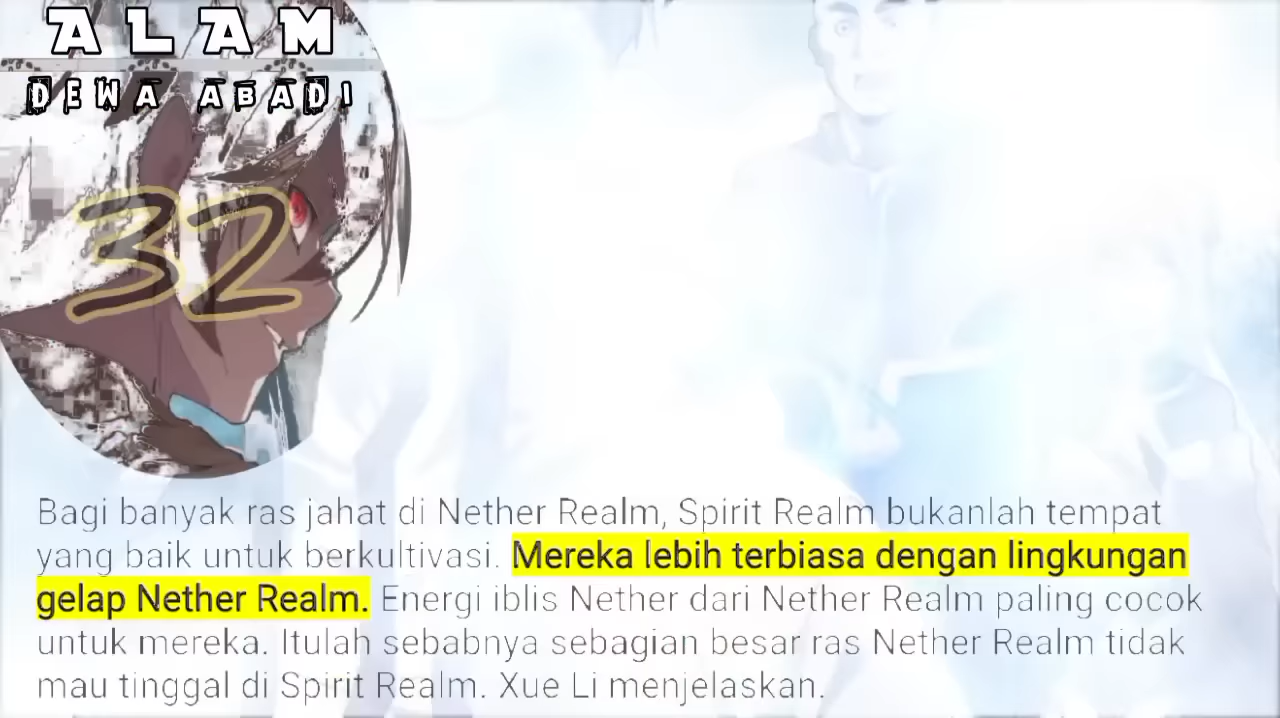 ALAM
DEWA ABADI
32
Bagi banyak ras jahat di Nether Realm, Spirit Realm bukanlah tempat
yang baik untuk berkultivasi. Mereka lebih terbiasa dengan lingkungan
gelap Nether Realm. Energi iblis Nether dari Nether Realm paling cocok
untuk mereka. Itulah sebabnya sebagian besar ras Nether Realm tidak
mau tinggal di Spirit Realm. Xue Li menjelaskan.